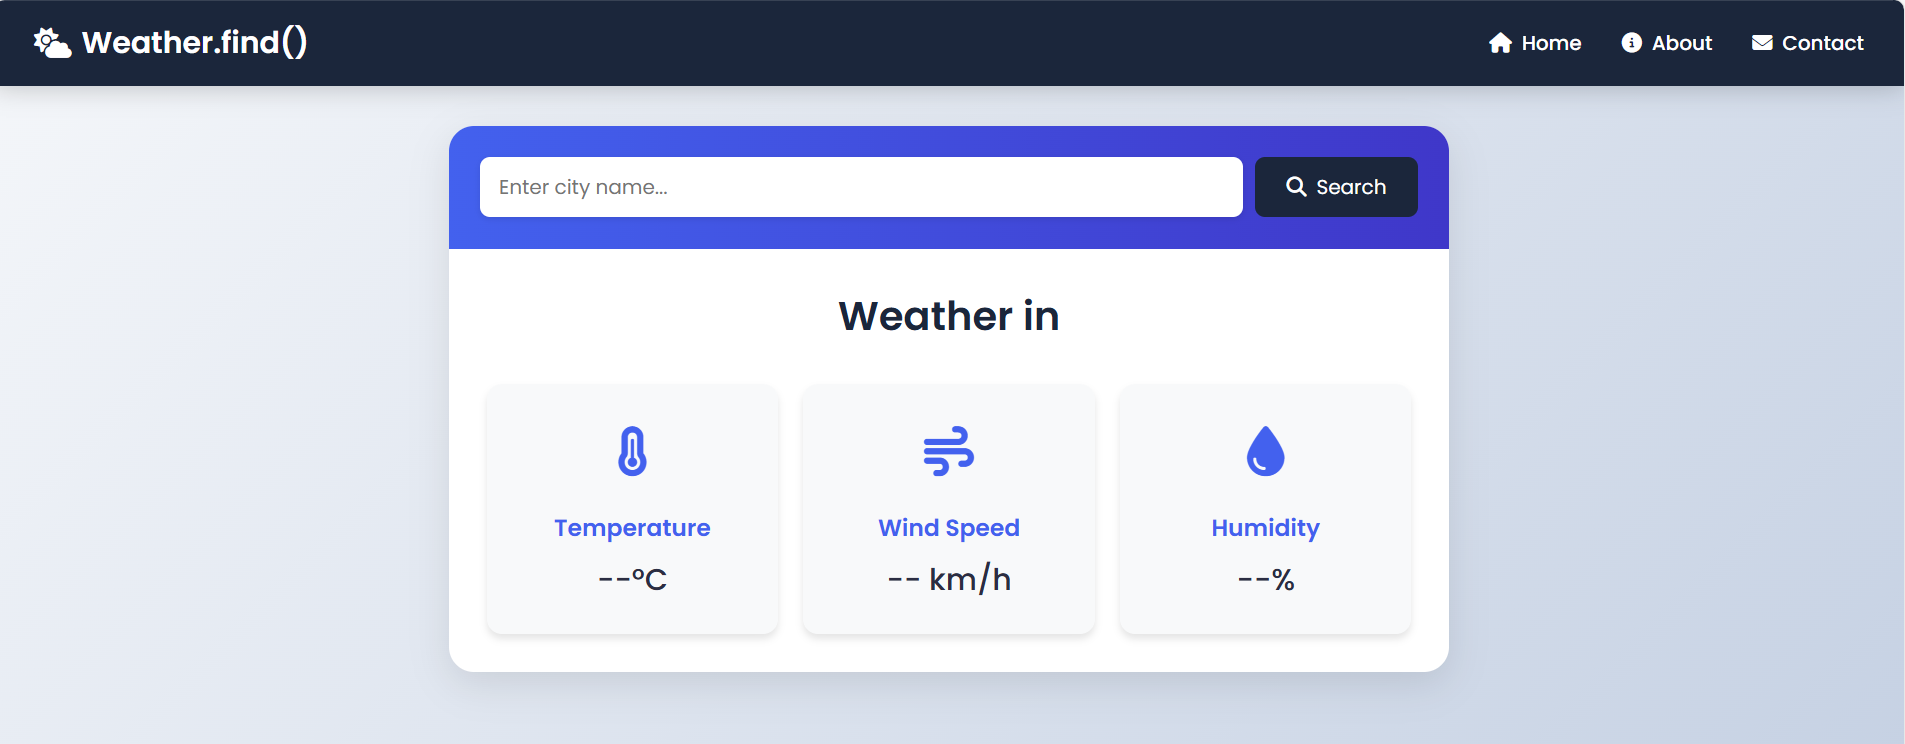 Weather.find()
Home About Contact
Enter city name...
Search
Weather in
Temperature
--°C
Wind Speed
-- km/h
Humidity
--%